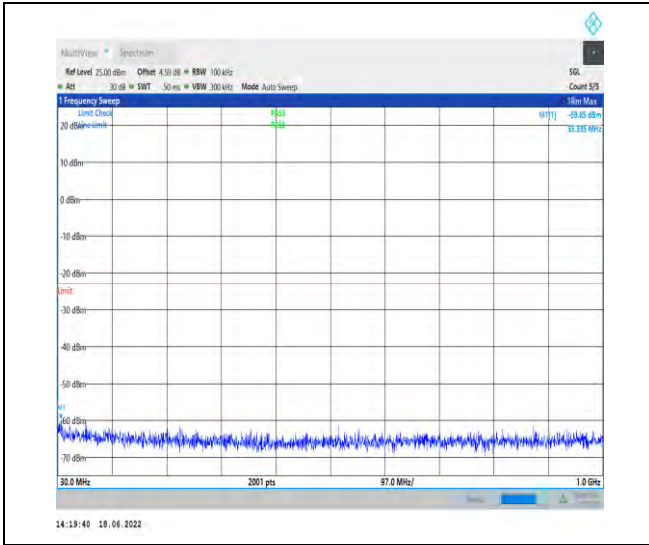 MultiView Spectrum
Ref Level 25.00 dBm Offset 4.59 dB RBW 100 kHz SGL
Att 30 dB SWT 50 ms VBW 300 kHz Mode Auto Sweep Count 5/5
1 Frequency Sweep 1Rm Max
Limit Check PASS M1[1] -59.65 dBm
20 dBm Line Limit PASS 35.335 MHz
10 dBm
0 dBm
-10 dBm
-20 dBm
Limit
-30 dBm
-40 dBm
-50 dBm
M1
-60 dBm
-70 dBm
30.0 MHz 2001 pts 97.0 MHz/ 1.0 GHz
14:19:40 18.06.2022